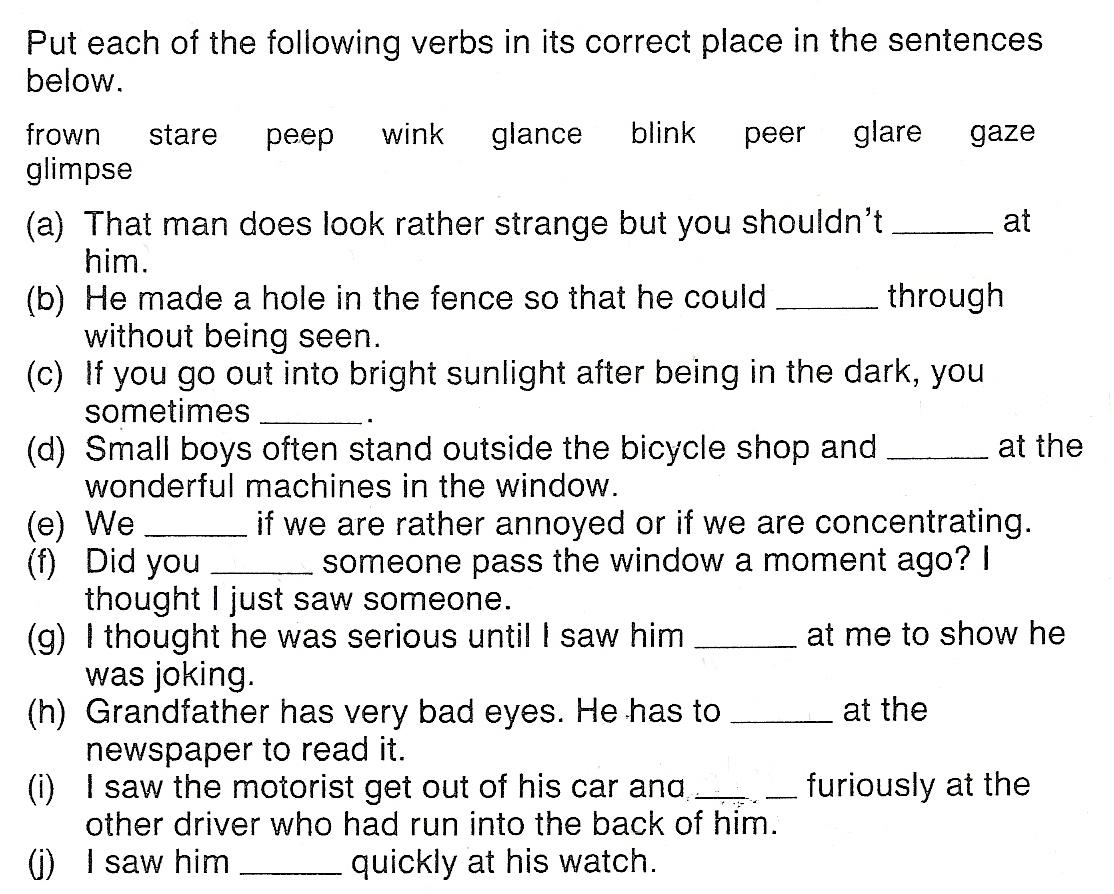 Put each of the following verbs in its correct place in the sentences
below.
frown stare peep wink glance blink peer glare gaze
glimpse
(a) That man does look rather strange but you shouldn't ______ at
him.
(b) He made a hole in the fence so that he could ______ through
without being seen.
(c) If you go out into bright sunlight after being in the dark, you
sometimes ______.
(d) Small boys often stand outside the bicycle shop and ______ at the
wonderful machines in the window.
(e) We ______ if we are rather annoyed or if we are concentrating.
(f) Did you ______ someone pass the window a moment ago? I
thought I just saw someone.
(g) I thought he was serious until I saw him ______ at me to show he
was joking.
(h) Grandfather has very bad eyes. He has to ______ at the
newspaper to read it.
(i) I saw the motorist get out of his car and ______ furiously at the
other driver who had run into the back of him.
(j) I saw him ______ quickly at his watch.